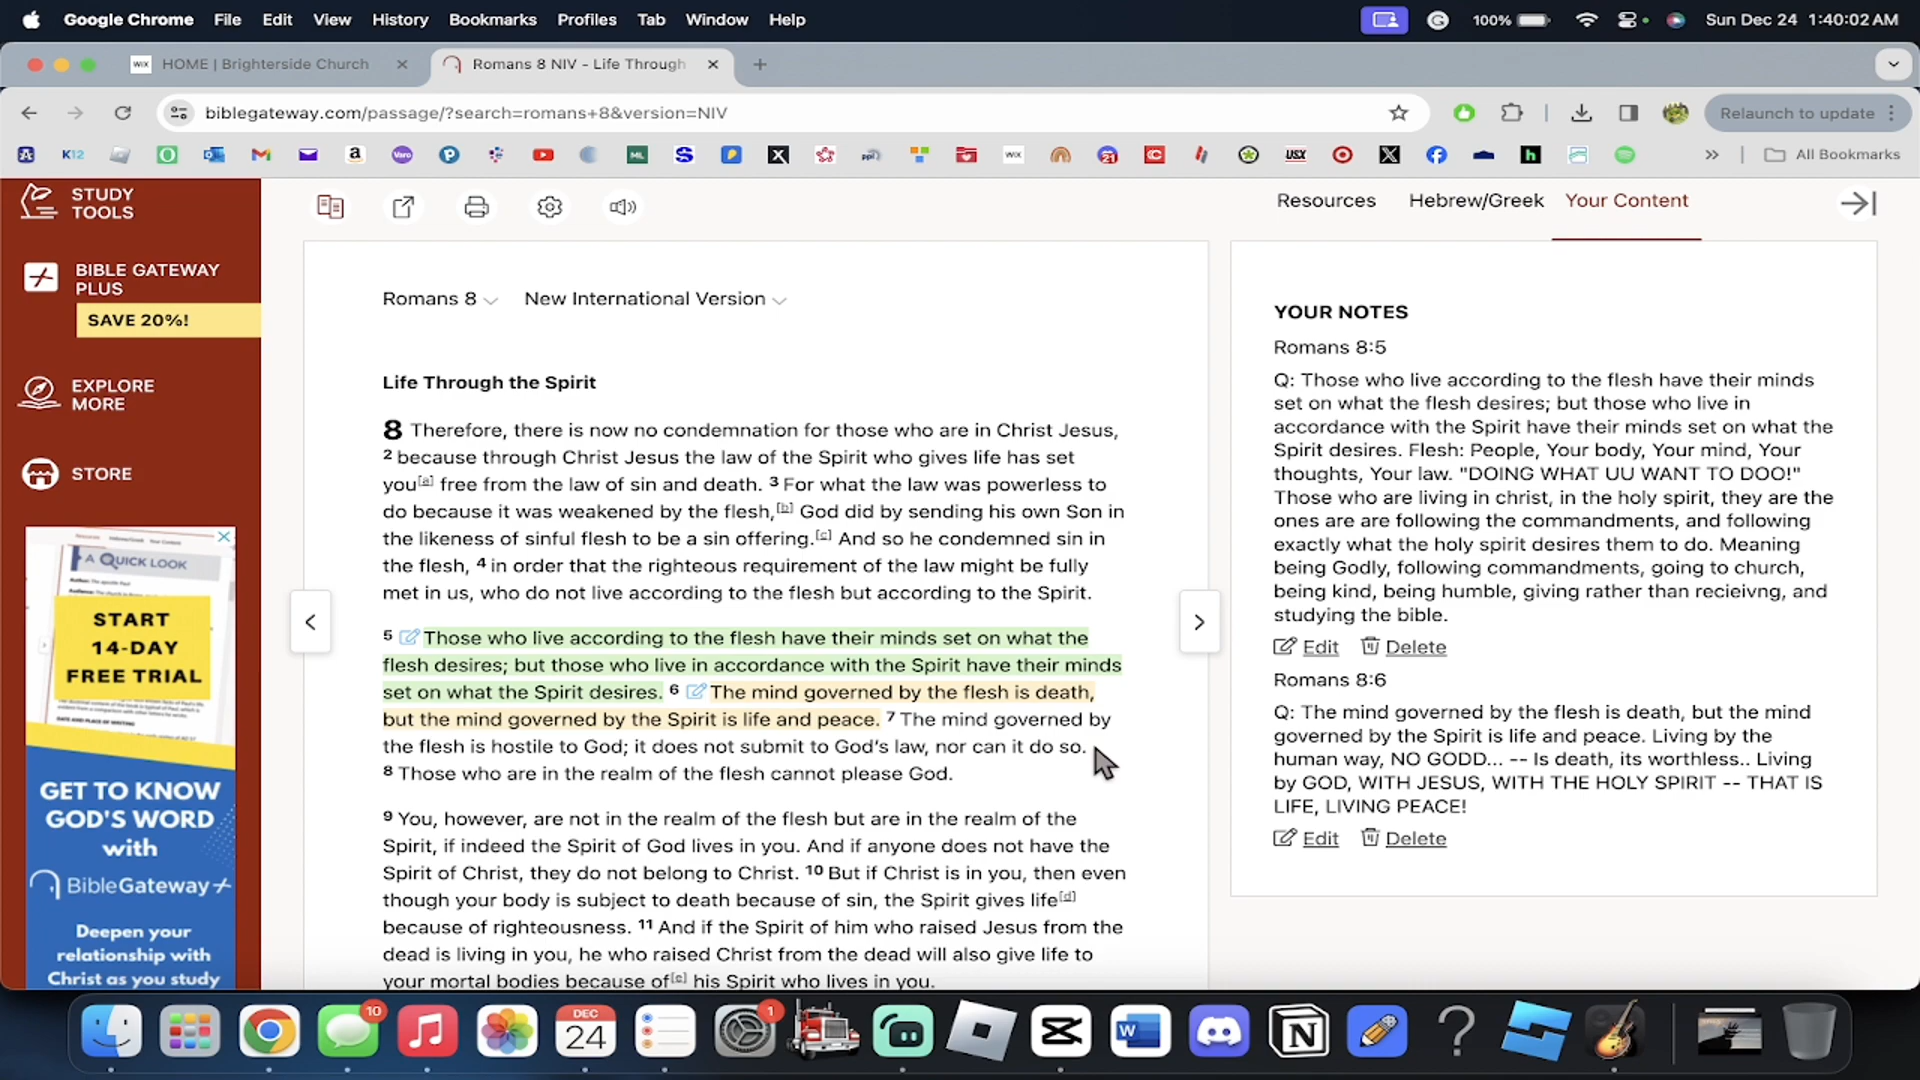 Google Chrome File Edit View History Bookmarks Profiles Tab Window Help 100% Sun Dec 24 1:40:02 AM
WIX HOME | Brighterside Church Romans 8 NIV - Life Through
biblegateway.com/passage/?search=romans+8&version=NIV Relaunch to update
K12 a Varo P ML S X ppl WIX 21 USX X h All Bookmarks
STUDY
TOOLS
BIBLE GATEWAY
PLUS
SAVE 20%!
EXPLORE
MORE
STORE
A QUICK LOOK
START
14-DAY
FREE TRIAL
GET TO KNOW
GOD'S WORD
with
BibleGateway+
Deepen your
relationship with
Christ as you study
Romans 8 New International Version
Life Through the Spirit
8 Therefore, there is now no condemnation for those who are in Christ Jesus,
2 because through Christ Jesus the law of the Spirit who gives life has set
you[a] free from the law of sin and death. 3 For what the law was powerless to
do because it was weakened by the flesh,[b] God did by sending his own Son in
the likeness of sinful flesh to be a sin offering.[c] And so he condemned sin in
the flesh, 4 in order that the righteous requirement of the law might be fully
met in us, who do not live according to the flesh but according to the Spirit.
5 Those who live according to the flesh have their minds set on what the
flesh desires; but those who live in accordance with the Spirit have their minds
set on what the Spirit desires. 6 The mind governed by the flesh is death,
but the mind governed by the Spirit is life and peace. 7 The mind governed by
the flesh is hostile to God; it does not submit to God's law, nor can it do so.
8 Those who are in the realm of the flesh cannot please God.
9 You, however, are not in the realm of the flesh but are in the realm of the
Spirit, if indeed the Spirit of God lives in you. And if anyone does not have the
Spirit of Christ, they do not belong to Christ. 10 But if Christ is in you, then even
though your body is subject to death because of sin, the Spirit gives life[d]
because of righteousness. 11 And if the Spirit of him who raised Jesus from the
dead is living in you, he who raised Christ from the dead will also give life to
your mortal bodies because of[e] his Spirit who lives in you.
Resources Hebrew/Greek Your Content
YOUR NOTES
Romans 8:5
Q: Those who live according to the flesh have their minds
set on what the flesh desires; but those who live in
accordance with the Spirit have their minds set on what the
Spirit desires. Flesh: People, Your body, Your mind, Your
thoughts, Your law. "DOING WHAT UU WANT TO DOO!"
Those who are living in christ, in the holy spirit, they are the
ones are are following the commandments, and following
exactly what the holy spirit desires them to do. Meaning
being Godly, following commandments, going to church,
being kind, being humble, giving rather than recieivng, and
studying the bible.
Edit Delete
Romans 8:6
Q: The mind governed by the flesh is death, but the mind
governed by the Spirit is life and peace. Living by the
human way, NO GODD... -- Is death, its worthless.. Living
by GOD, WITH JESUS, WITH THE HOLY SPIRIT -- THAT IS
LIFE, LIVING PEACE!
Edit Delete
10 DEC 24 1 W N ?